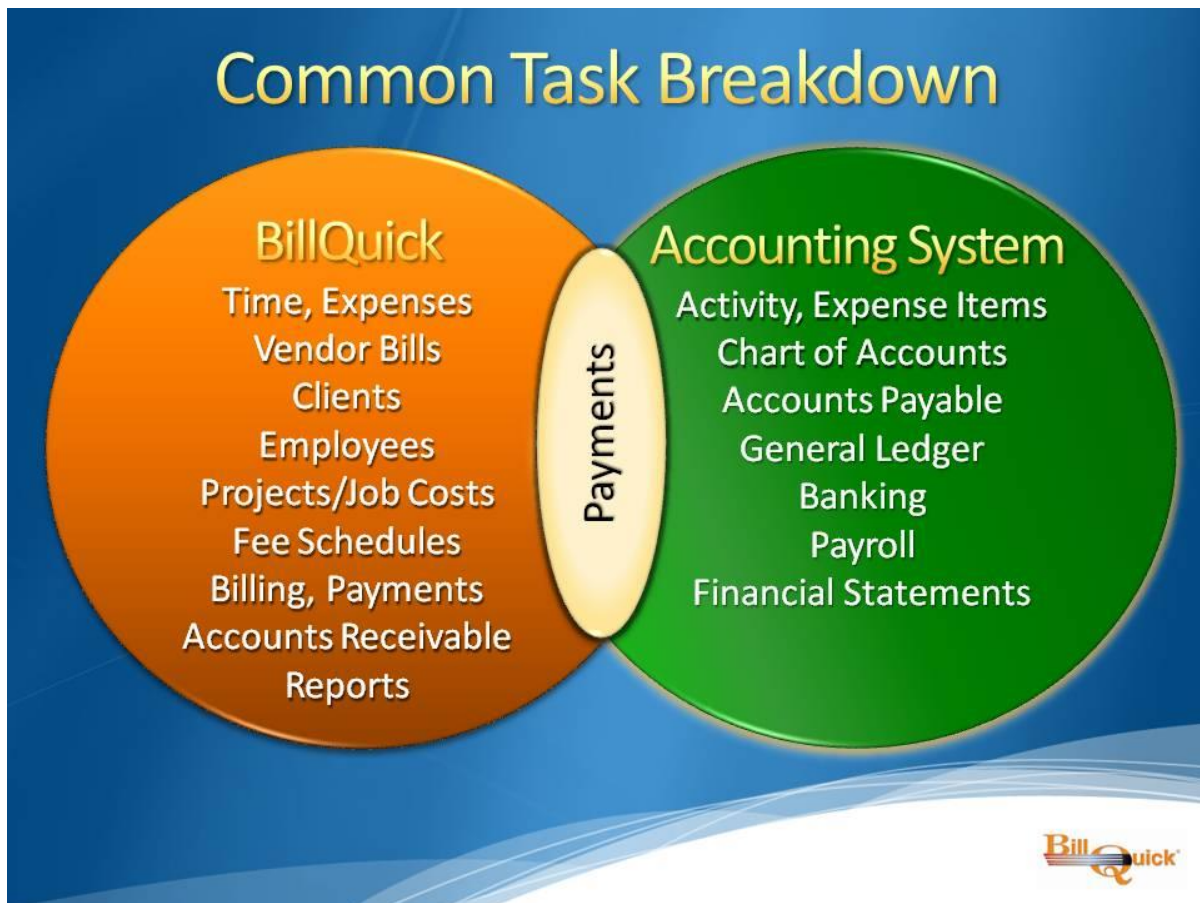 Common Task Breakdown
BillQuick
Time, Expenses
Vendor Bills
Clients
Employees
Projects/Job Costs
Fee Schedules
Billing, Payments
Accounts Receivable
Reports
Payments
Accounting System
Activity, Expense Items
Chart of Accounts
Accounts Payable
General Ledger
Banking
Payroll
Financial Statements
BillQuick®